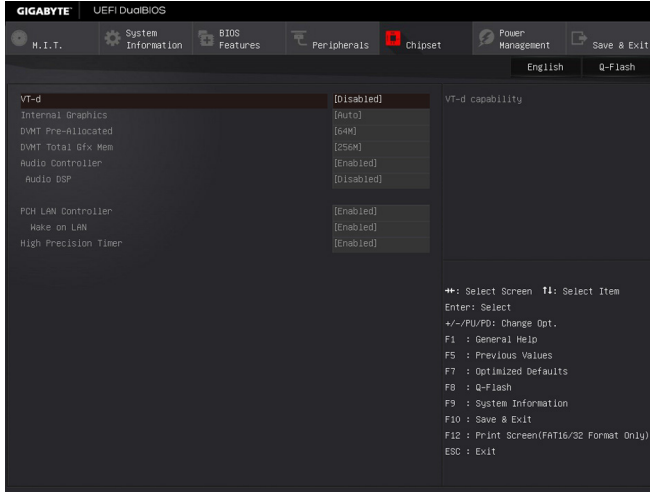 GIGABYTE™ UEFI DualBIOS
M.I.T. System Information BIOS Features Peripherals Chipset Power Management Save & Exit
English Q-Flash
VT-d [Disabled] VT-d capability
Internal Graphics [Auto]
DVMT Pre-Allocated [64M]
DVMT Total Gfx Mem [256M]
Audio Controller [Enabled]
Audio DSP [Disabled]
PCH LAN Controller [Enabled]
Wake on LAN [Enabled]
High Precision Timer [Enabled]
→←: Select Screen ↑↓: Select Item
Enter: Select
+/-/PU/PD: Change Opt.
F1 : General Help
F5 : Previous Values
F7 : Optimized Defaults
F8 : Q-Flash
F9 : System Information
F10 : Save & Exit
F12 : Print Screen(FAT16/32 Format Only)
ESC : Exit